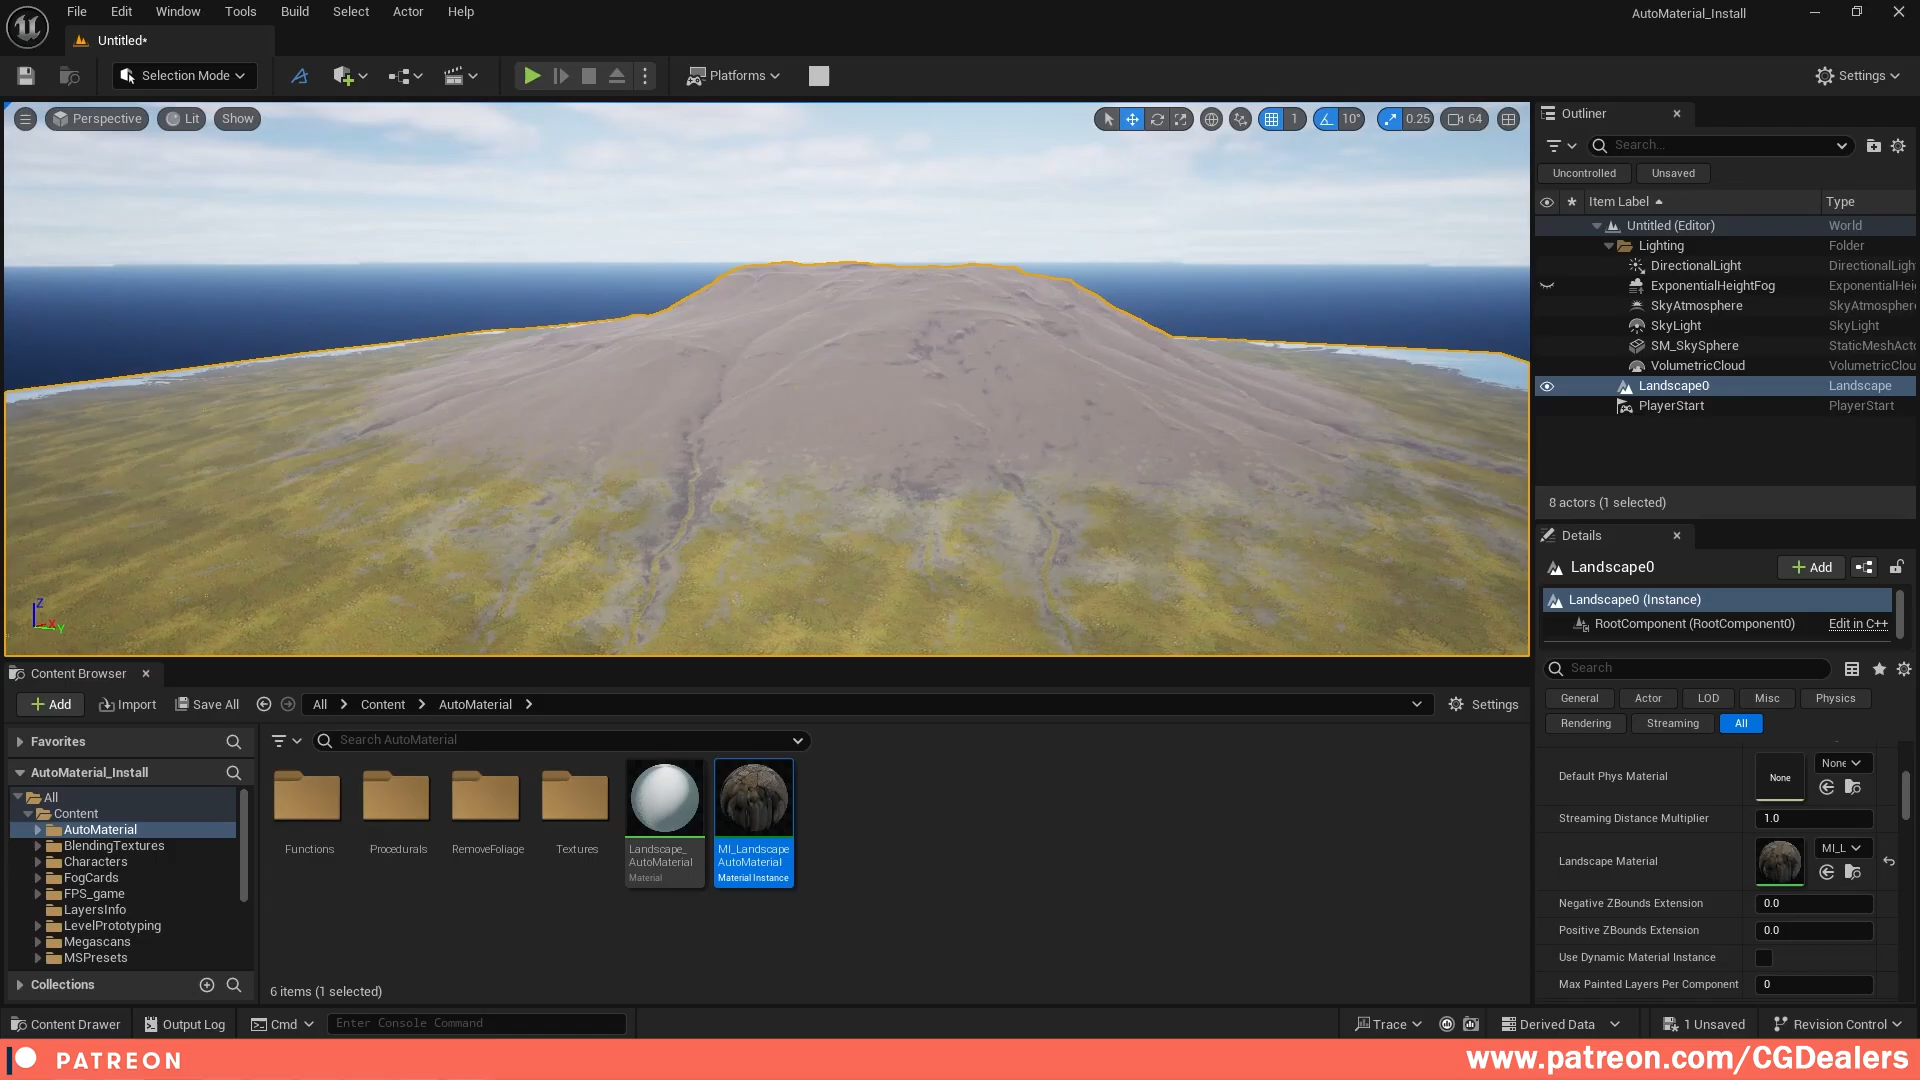 File Edit Window Tools Build Select Actor Help
AutoMaterial_Install
Untitled*
Selection Mode
Platforms
Settings
Perspective
Lit
Show
1
10°
0.25
64
Z
X
Y
Outliner
Search...
Uncontrolled
Unsaved
Item Label
Type
Untitled (Editor) World
Lighting Folder
DirectionalLight DirectionalLigh
ExponentialHeightFog ExponentialHei
SkyAtmosphere SkyAtmosphere
SkyLight SkyLight
SM_SkySphere StaticMeshActo
VolumetricCloud VolumetricClou
Landscape0 Landscape
PlayerStart PlayerStart
8 actors (1 selected)
Details
Landscape0
Add
Landscape0 (Instance)
RootComponent (RootComponent0) Edit in C++
Search
General Actor LOD Misc Physics
Rendering Streaming All
Default Phys Material
None
None
Streaming Distance Multiplier 1.0
Landscape Material
MI_L
Negative ZBounds Extension 0.0
Positive ZBounds Extension 0.0
Use Dynamic Material Instance
Max Painted Layers Per Component 0
Content Browser
Add Import Save All
All Content AutoMaterial
Settings
Favorites
AutoMaterial_Install
All
Content
AutoMaterial
BlendingTextures
Characters
FogCards
FPS_game
LayersInfo
LevelPrototyping
Megascans
MSPresets
Collections
Search AutoMaterial
Functions
Procedurals
RemoveFoliage
Textures
Landscape_
AutoMaterial
Material
MI_Landscape
AutoMaterial
Material Instance
6 items (1 selected)
Content Drawer Output Log Cmd Enter Console Command
Trace Derived Data 1 Unsaved Revision Control
PATREON
www.patreon.com/CGDealers